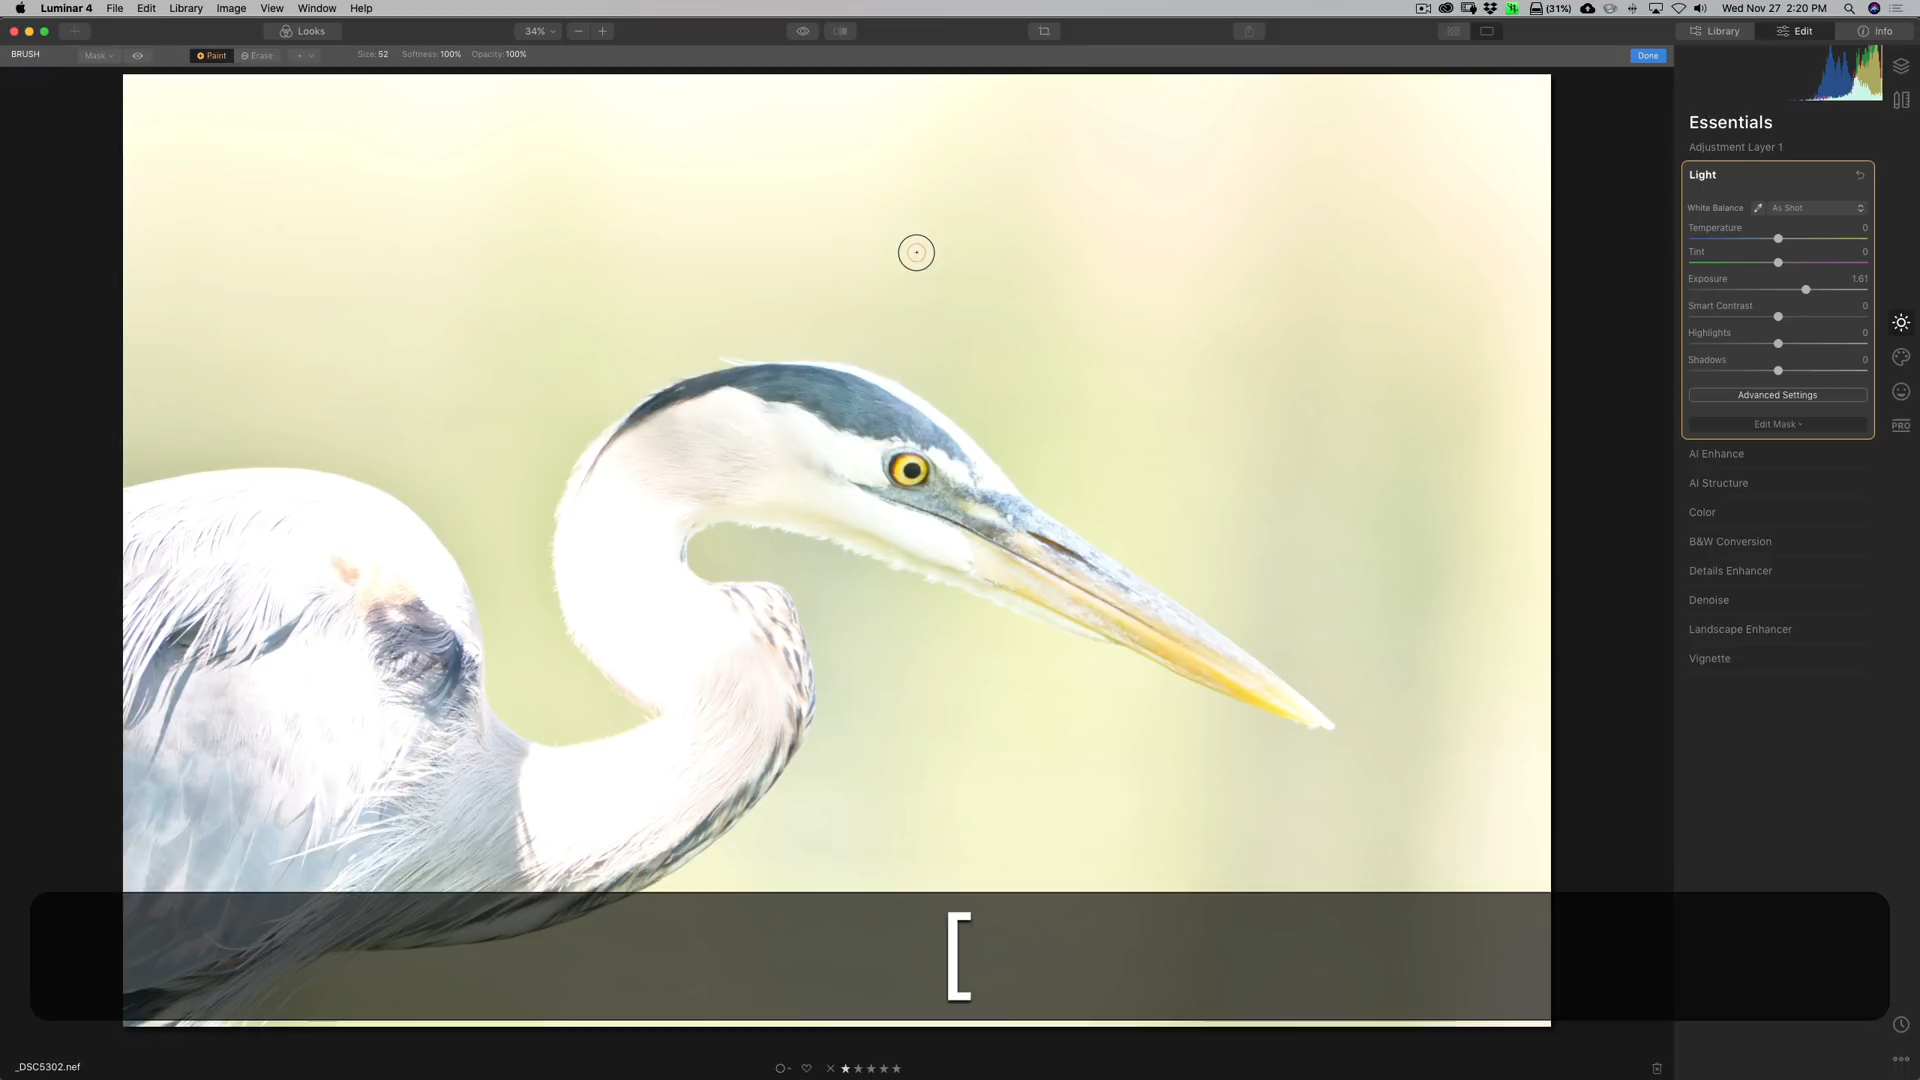 Luminar 4 File Edit Library Image View Window Help (31%) Wed Nov 27 2:20 PM
Looks 34% Library Edit Info
BRUSH Mask Paint Erase Size: 52 Softness: 100% Opacity: 100% Done
Essentials
Adjustment Layer 1
Light
White Balance As Shot
Temperature 0
Tint 0
Exposure 1.61
Smart Contrast 0
Highlights 0
Shadows 0
Advanced Settings
Edit Mask
PRO
AI Enhance
AI Structure
Color
B&W Conversion
Details Enhancer
Denoise
Landscape Enhancer
Vignette
[
_DSC5302.nef